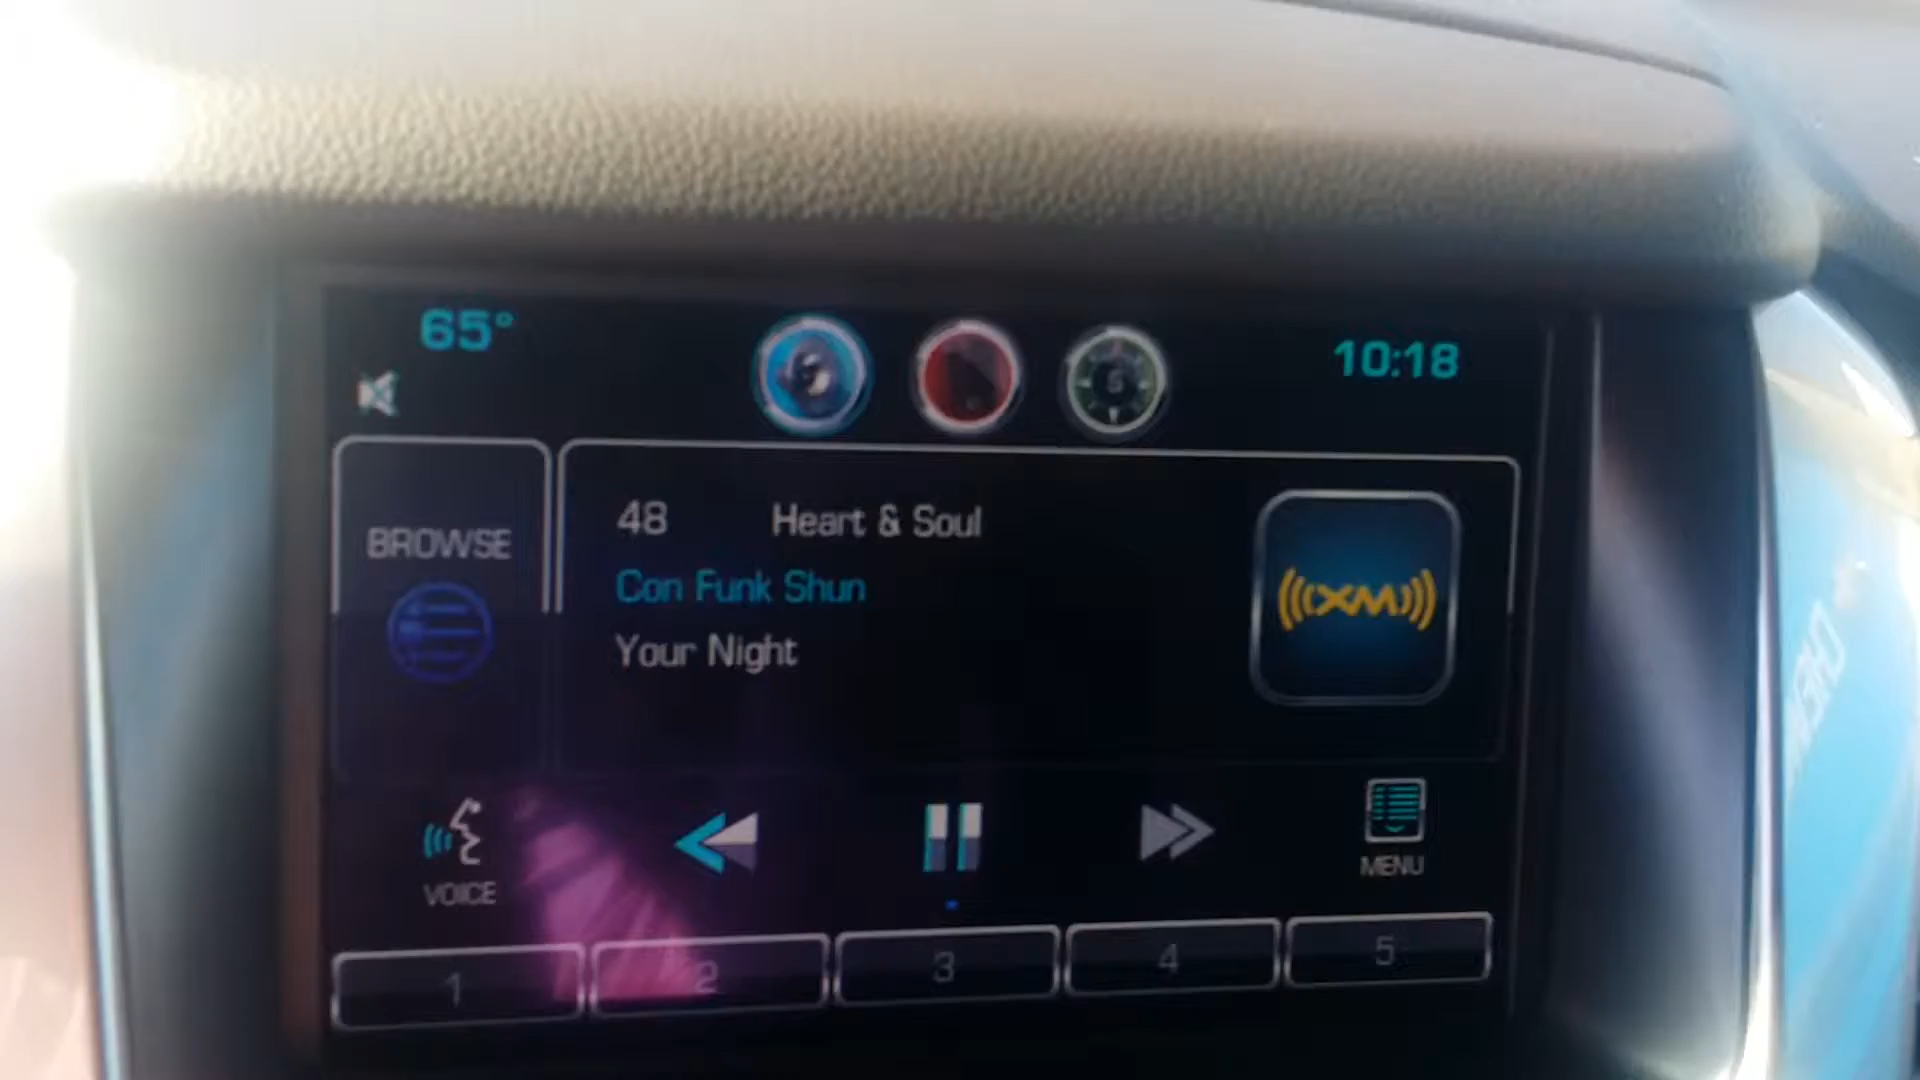 65°
10:18
48 Heart & Soul
BROWSE
Con Funk Shun
XM
Your Night
VOICE
MENU
1 2 3 4 5